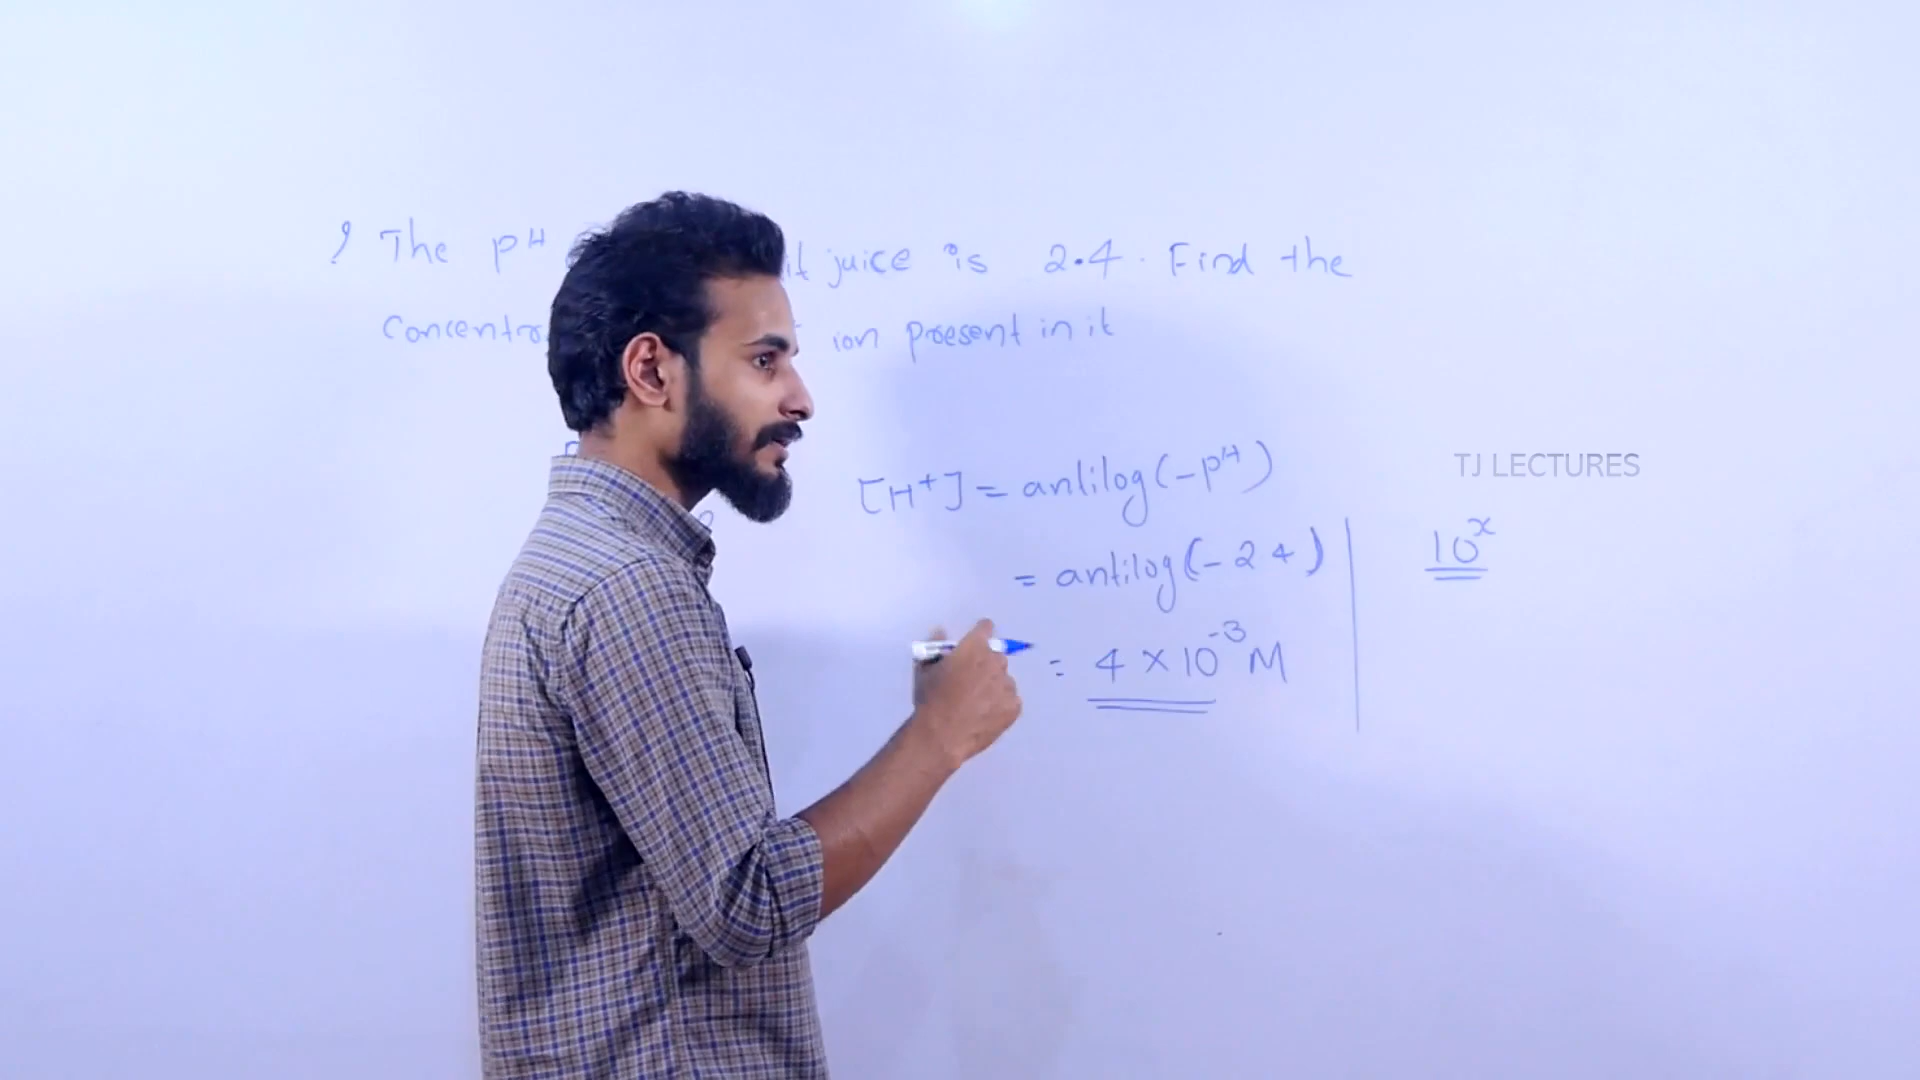 ? The pH it juice is 2.4. Find the
Concentra ion present in it
[H+] = antilog(-pH)
= antilog(-2 4)
= 4 × 10⁻³ M
10ˣ
TJ LECTURES